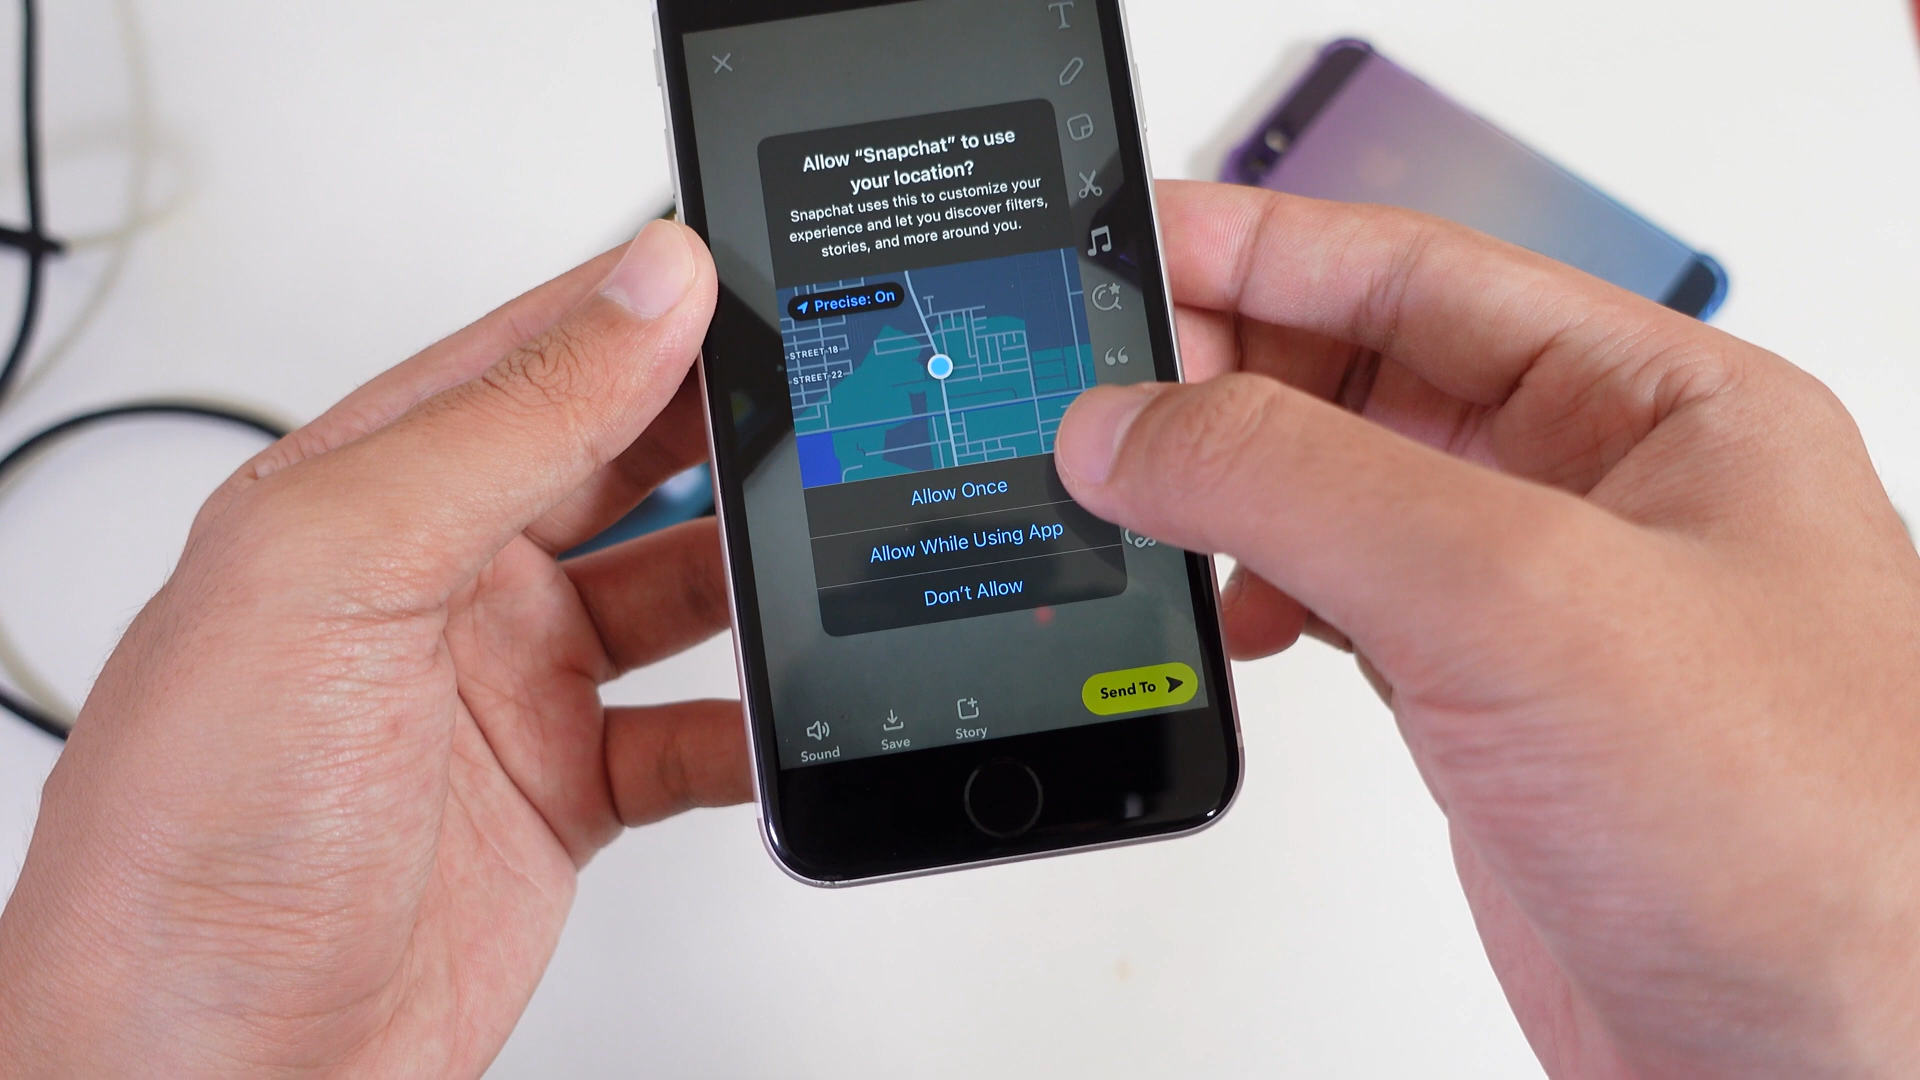 T
Allow “Snapchat” to use
your location?
Snapchat uses this to customize your
experience and let you discover filters,
stories, and more around you.
Precise: On
STREET 18
STREET 22
Allow Once
Allow While Using App
Don’t Allow
Send To
Sound
Save
Story